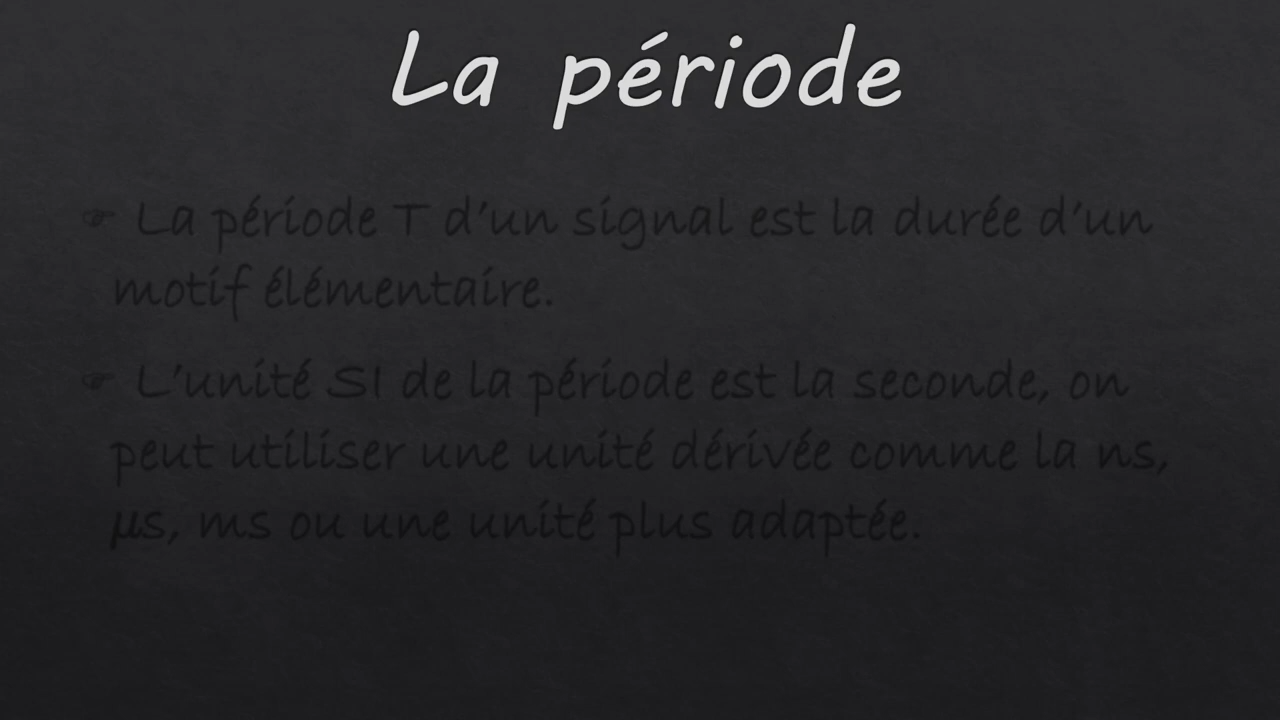 La période
☞ La période T d'un signal est la durée d'un
motif élémentaire.
☞ L'unité SI de la période est la seconde, on
peut utiliser une unité dérivée comme la ns,
μs, ms ou une unité plus adaptée.